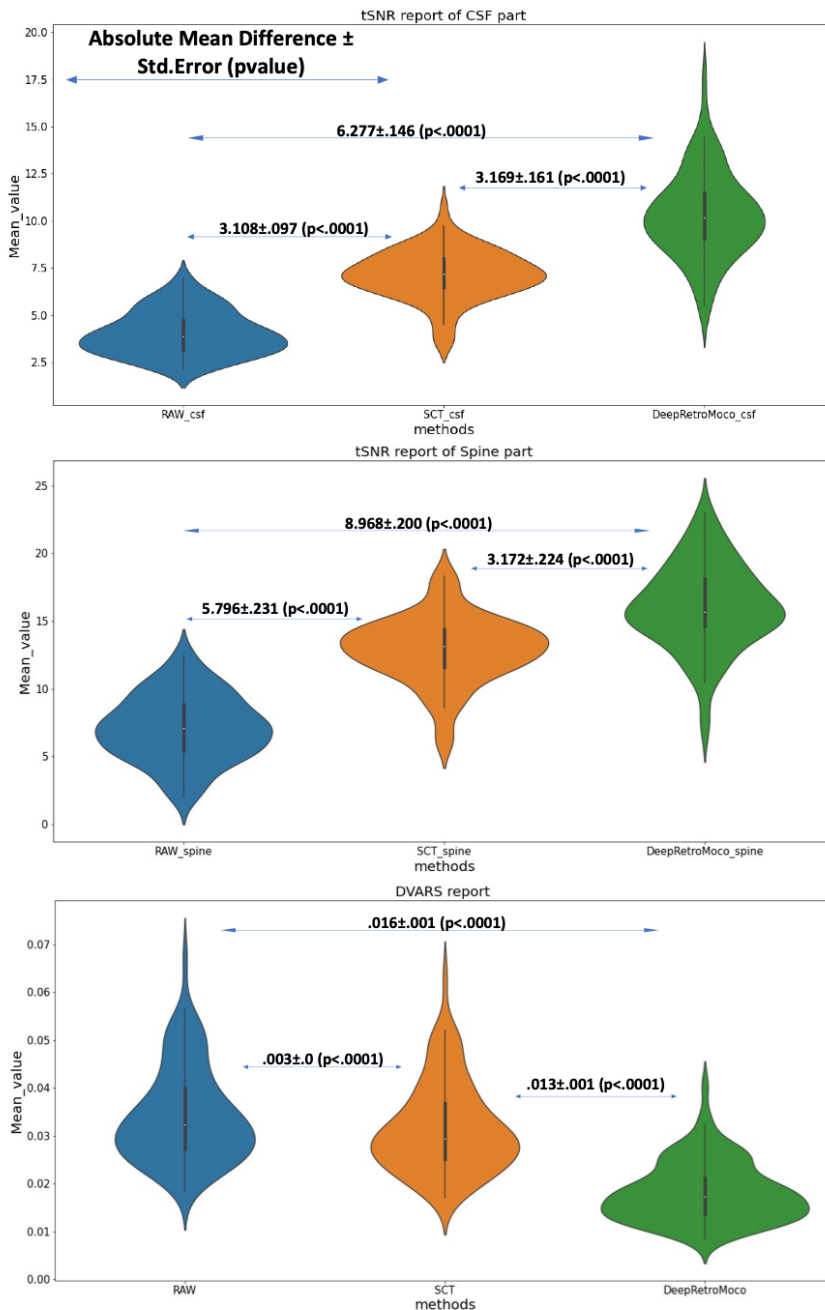 tSNR report of CSF part
Absolute Mean Difference ±
Std.Error (pvalue)
20.0
17.5
15.0
12.5
10.0
7.5
5.0
2.5
Mean_value
6.277±.146 (p<.0001)
3.169±.161 (p<.0001)
3.108±.097 (p<.0001)
RAW_csf
SCT_csf
DeepRetroMoco_csf
methods
tSNR report of Spine part
25
20
15
10
5
0
Mean_value
8.968±.200 (p<.0001)
3.172±.224 (p<.0001)
5.796±.231 (p<.0001)
RAW_spine
SCT_spine
DeepRetroMoco_spine
methods
DVARS report
0.07
0.06
0.05
0.04
0.03
0.02
0.01
0.00
Mean_value
.016±.001 (p<.0001)
.003±.0 (p<.0001)
.013±.001 (p<.0001)
RAW
SCT
DeepRetroMoco
methods